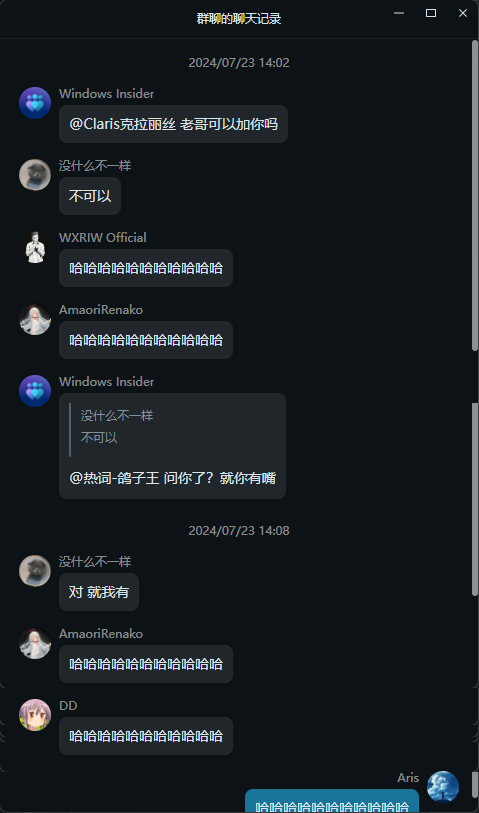 群聊的聊天记录
2024/07/23 14:02
Windows Insider
@Claris克拉丽丝 老哥可以加你吗
没什么不一样
不可以
WXRIW Official
哈哈哈哈哈哈哈哈哈哈哈
AmaoriRenako
哈哈哈哈哈哈哈哈哈哈哈
Windows Insider
没什么不一样
不可以
@热词-鸽子王 问你了？就你有嘴
2024/07/23 14:08
没什么不一样
对 就我有
AmaoriRenako
哈哈哈哈哈哈哈哈哈哈哈
DD
哈哈哈哈哈哈哈哈哈哈哈
Aris
哈哈哈哈哈哈哈哈哈哈哈